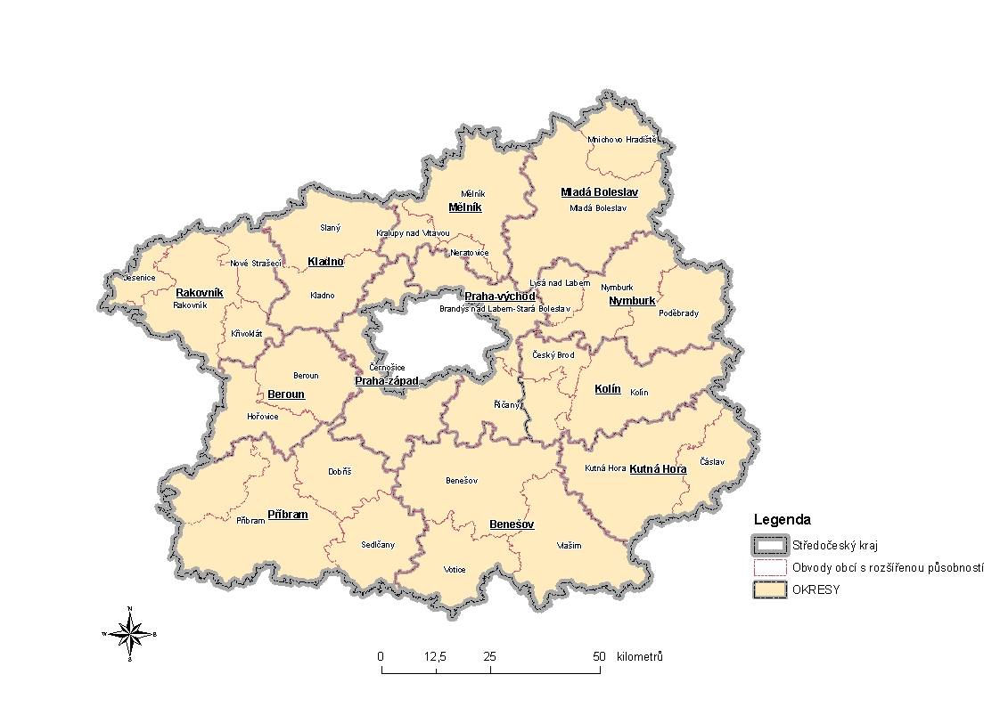 Mnichovo Hradiště
Mladá Boleslav
Mladá Boleslav
Mělník
Mělník
Slaný
Kralupy nad Vltavou
Neratovice
Kladno
Kladno
Nové Strašecí
Jesenice
Rakovník
Rakovník
Křivoklát
Lysá nad Labem
Nymburk
Nymburk
Poděbrady
Praha-východ
Brandýs nad Labem-Stará Boleslav
Český Brod
Černošice
Praha-západ
Beroun
Beroun
Hořovice
Říčany
Kolín
Kolín
Kutná Hora
Kutná Hora
Čáslav
Dobříš
Benešov
Benešov
Příbram
Příbram
Sedlčany
Votice
Vlašim
Legenda
Středočeský kraj
Obvody obcí s rozšířenou působností
OKRESY
N
W
E
S
0 12,5 25 50 kilometrů